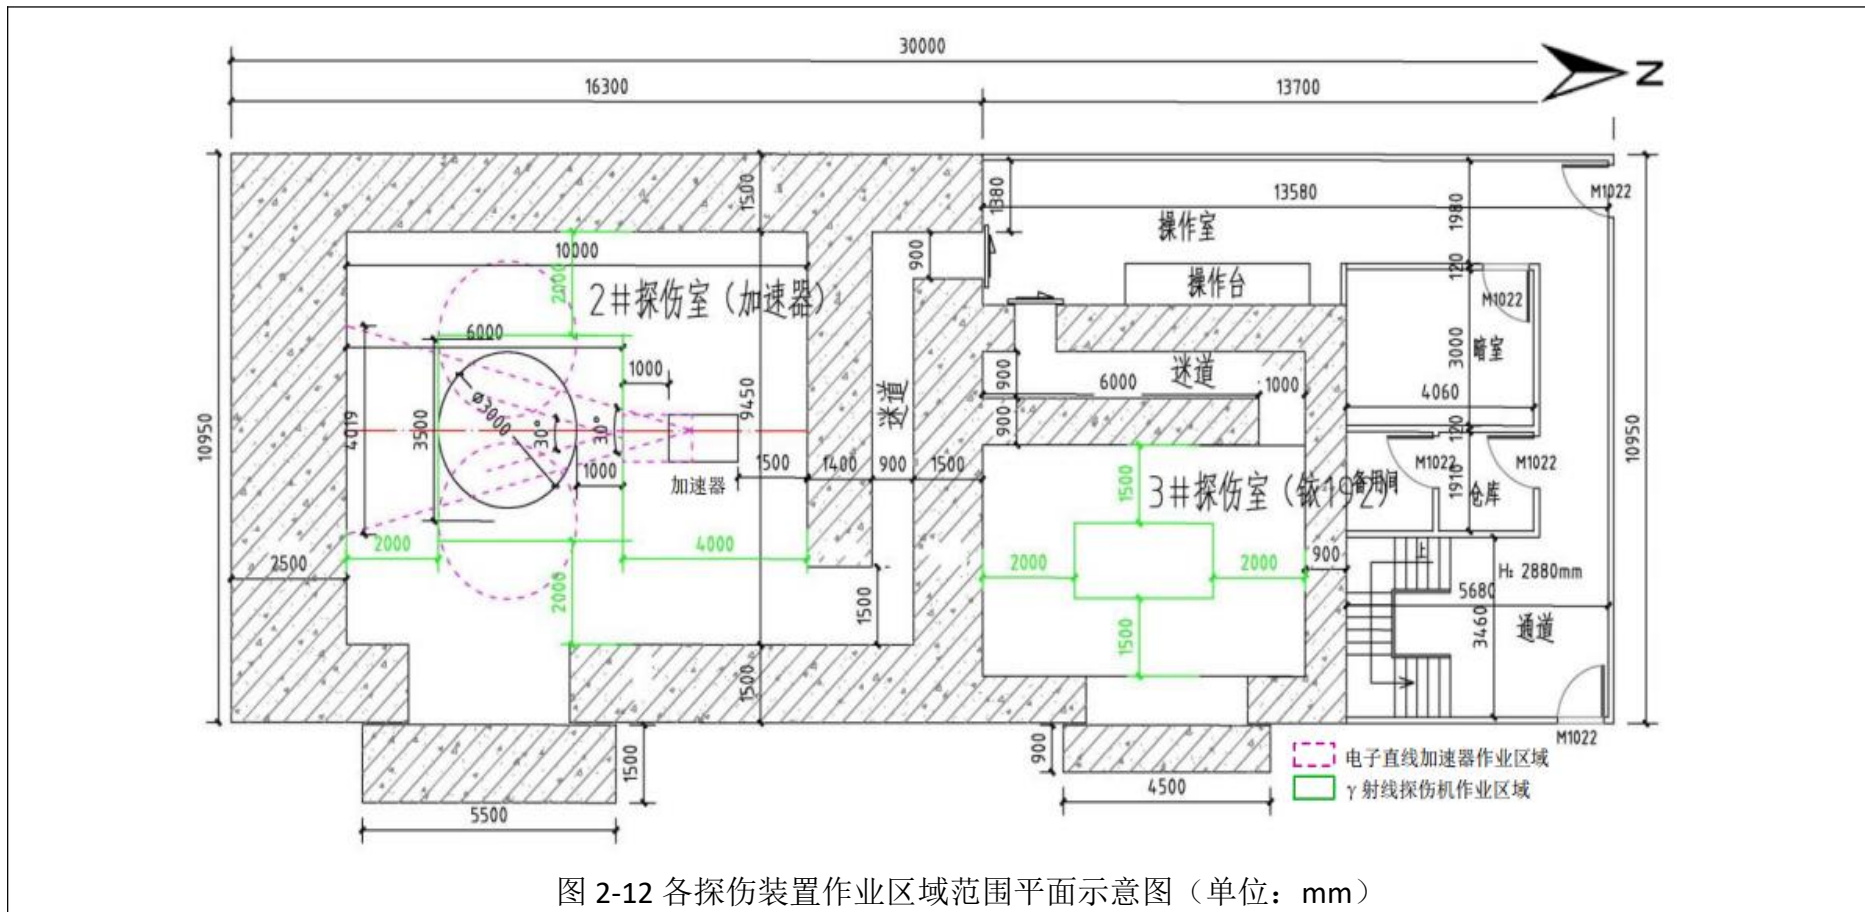 30000
16300
13700
N
1500
1380
13580
1980
M1022
操作室
900
10000
2000
2#探伤室（加速器）
操作台
120
M1022
6000
1000
9450
迷道
900
迷道
6000
1000
3000
暗室
4060
10950
4019
3500
ø3000
30°
30°
1000
加速器
1500
1400
900
1500
900
1500
3#探伤室（铱192）
120
M1022
备用间
1910
仓库
M1022
10950
2000
4000
2500
2000
1500
2000
2000
900
上
H: 2880mm
5680
3460
通道
1500
1500
1500
5500
900
4500
M1022
电子直线加速器作业区域
γ射线探伤机作业区域
图 2-12 各探伤装置作业区域范围平面示意图（单位：mm）